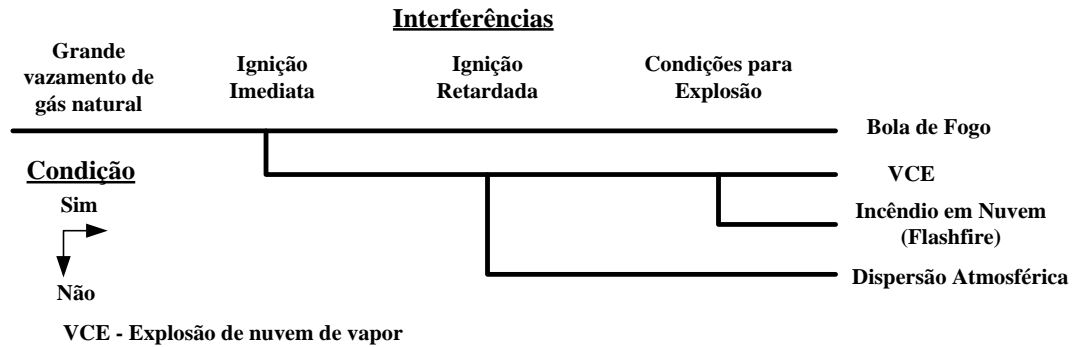 Interferências
Grande
vazamento de
gás natural
Ignição
Imediata
Ignição
Retardada
Condições para
Explosão
Bola de Fogo
Condição
VCE
Sim
Incêndio em Nuvem
(Flashfire)
Dispersão Atmosférica
Não
VCE - Explosão de nuvem de vapor